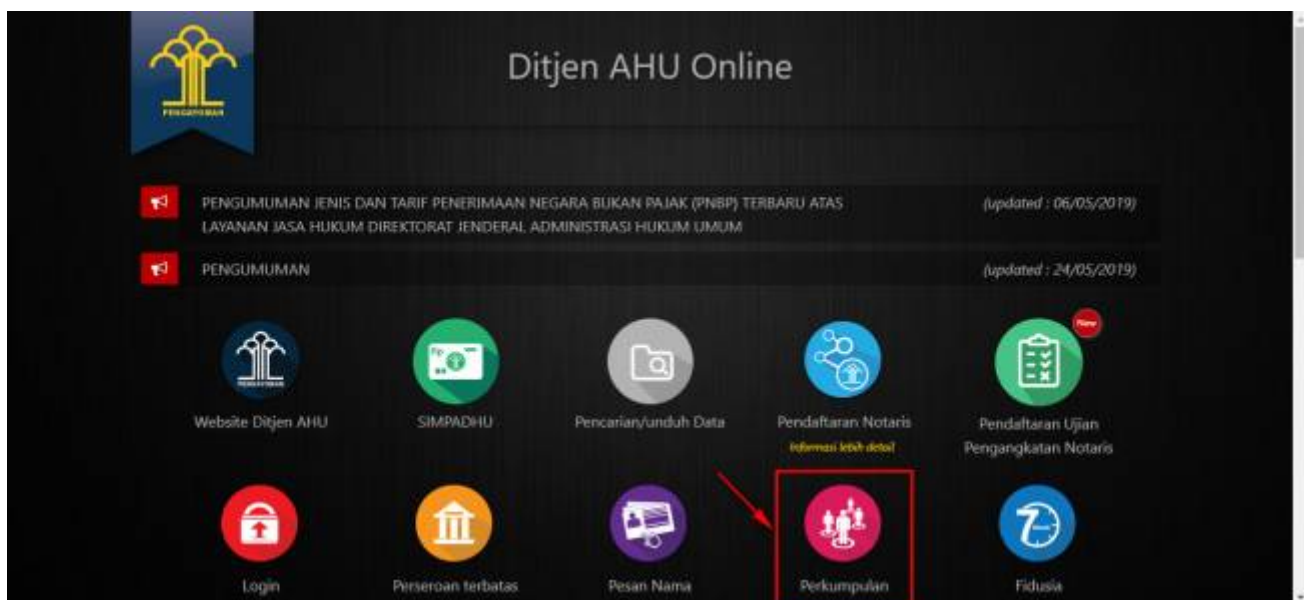 Ditjen AHU Online
PENGAYOMAN
PENGUMUMAN JENIS DAN TARIF PENERIMAAN NEGARA BUKAN PAJAK (PNBP) TERBARU ATAS
(updated : 06/05/2019)
LAYANAN JASA HUKUM DIREKTORAT JENDERAL ADMINISTRASI HUKUM UMUM
PENGUMUMAN
(updated : 24/05/2019)
New
Website Ditjen AHU
SIMPADHU
Pencarian/unduh Data
Pendaftaran Notaris
Informasi lebih detail
Pendaftaran Ujian
Pengangkatan Notaris
Login
Perseroan terbatas
Pesan Nama
Perkumpulan
7
Fidusia